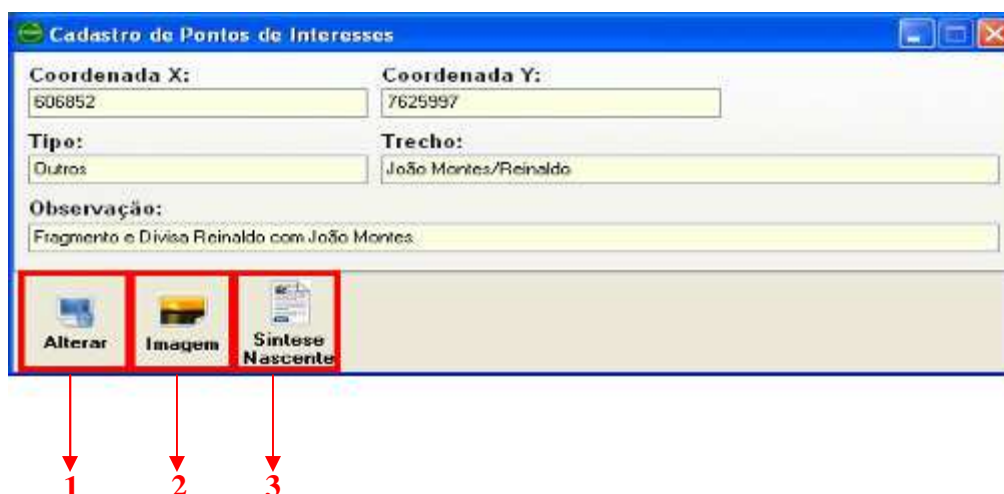 Cadastro de Pontos de Interesses
Coordenada X: Coordenada Y:
606852 7625997
Tipo: Trecho:
Outros João Montes/Reinaldo
Observação:
Fragmento e Divisa Reinaldo com João Montes
Alterar Imagem Sintese
Nascente
1 2 3